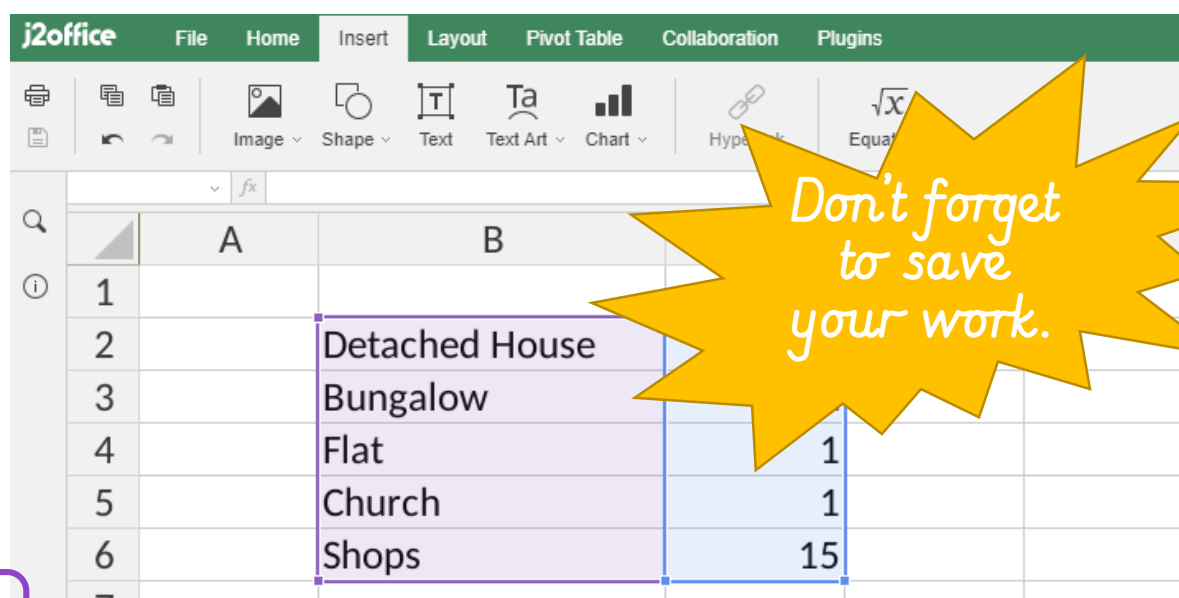 j2office File Home Insert Layout Pivot Table Collaboration Plugins
Image Shape Text Text Art Chart
fx
A B
1
2 Detached House
3 Bungalow
4 Flat 1
5 Church 1
6 Shops 15
Don't forget
to save
your work.